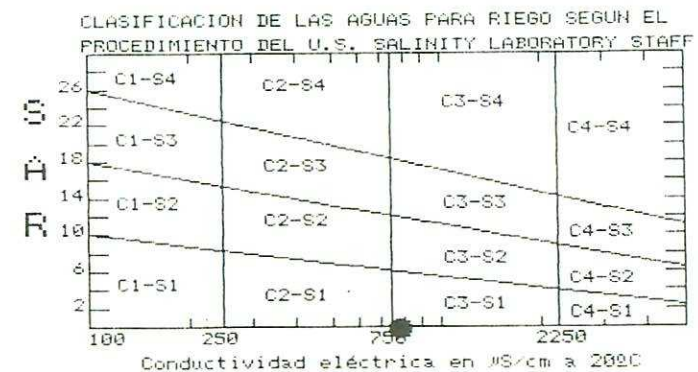 CLASIFICACION DE LAS AGUAS PARA RIEGO SEGUN EL
PROCEDIMIENTO DEL U.S. SALINITY LABORATORY STAFF
S A R
26
22
18
14
10
6
2
C1-S4
C2-S4
C3-S4
C4-S4
C1-S3
C2-S3
C3-S3
C4-S3
C1-S2
C2-S2
C3-S2
C4-S2
C1-S1
C2-S1
C3-S1
C4-S1
100 250 750 2250
Conductividad eléctrica en µS/cm a 20ºC